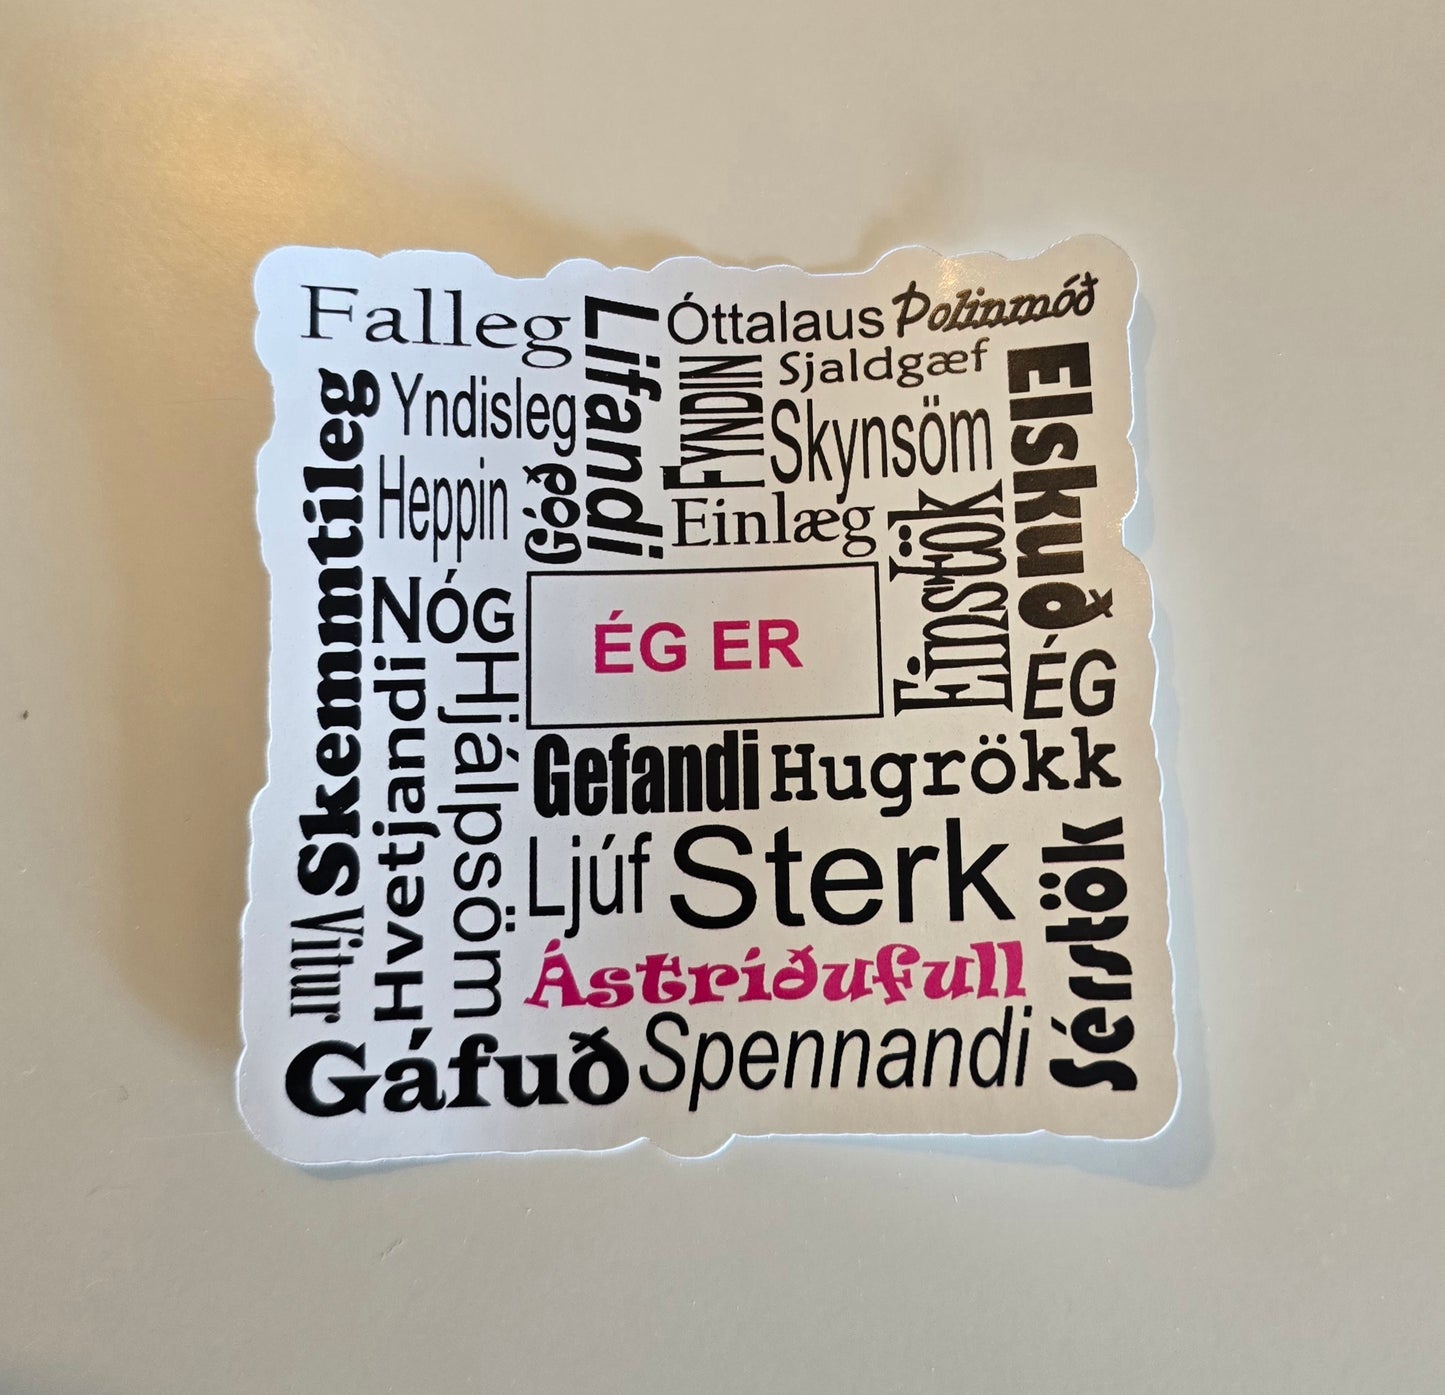 Falleg
Lifandi
Óttalaus
Þolinmóð
Sjaldgæf
Elskuð
Skemmtileg
Yndisleg
FYNDIN
Skynsöm
Heppin
Góð
Einlæg
Einstök
NÓG
ÉG ER
ÉG
Hvetjandi
Hjálpsöm
Gefandi
Hugrökk
Ljúf
Sterk
Sérstök
Vitur
Ástríðufull
Gáfuð
Spennandi